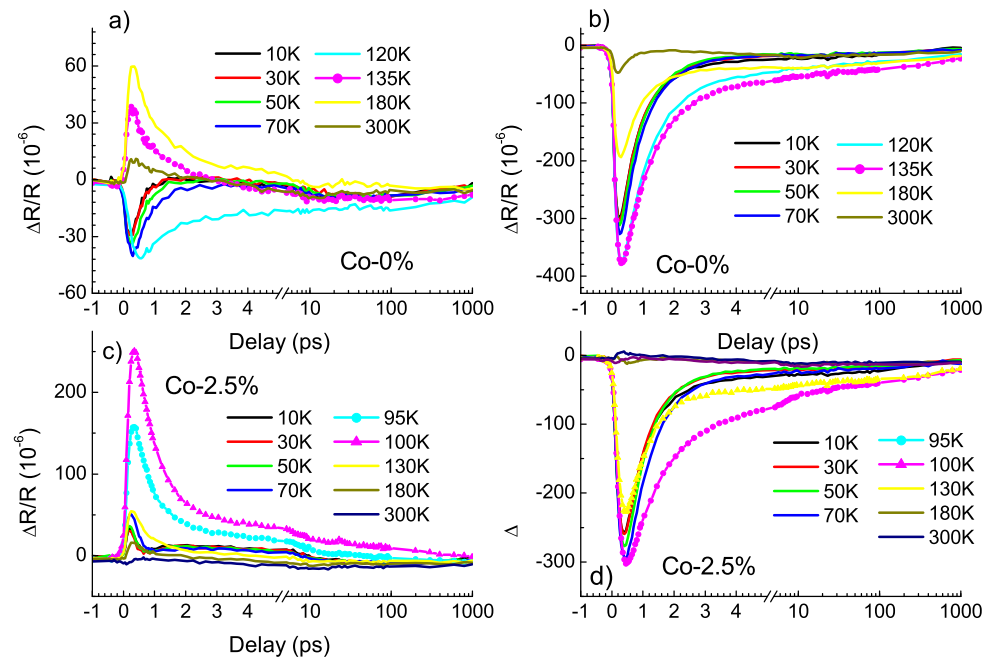 a)
ΔR/R (10⁻⁶)
60
30
0
-30
-60
10K 120K
30K 135K
50K 180K
70K 300K
Co-0%
-1 0 1 2 3 4 10 100 1000
Delay (ps)
b)
ΔR/R (10⁻⁶)
0
-100
-200
-300
-400
10K 120K
30K 135K
50K 180K
70K 300K
Co-0%
-1 0 1 2 3 4 10 100 1000
Delay (ps)
c)
Co-2.5%
ΔR/R (10⁻⁶)
200
100
0
10K 95K
30K 100K
50K 130K
70K 180K
300K
-1 0 1 2 3 4 10 100 1000
Delay (ps)
Δ
0
-100
-200
-300
10K 95K
30K 100K
50K 130K
70K 180K
300K
d) Co-2.5%
-1 0 1 2 4 10 100 1000